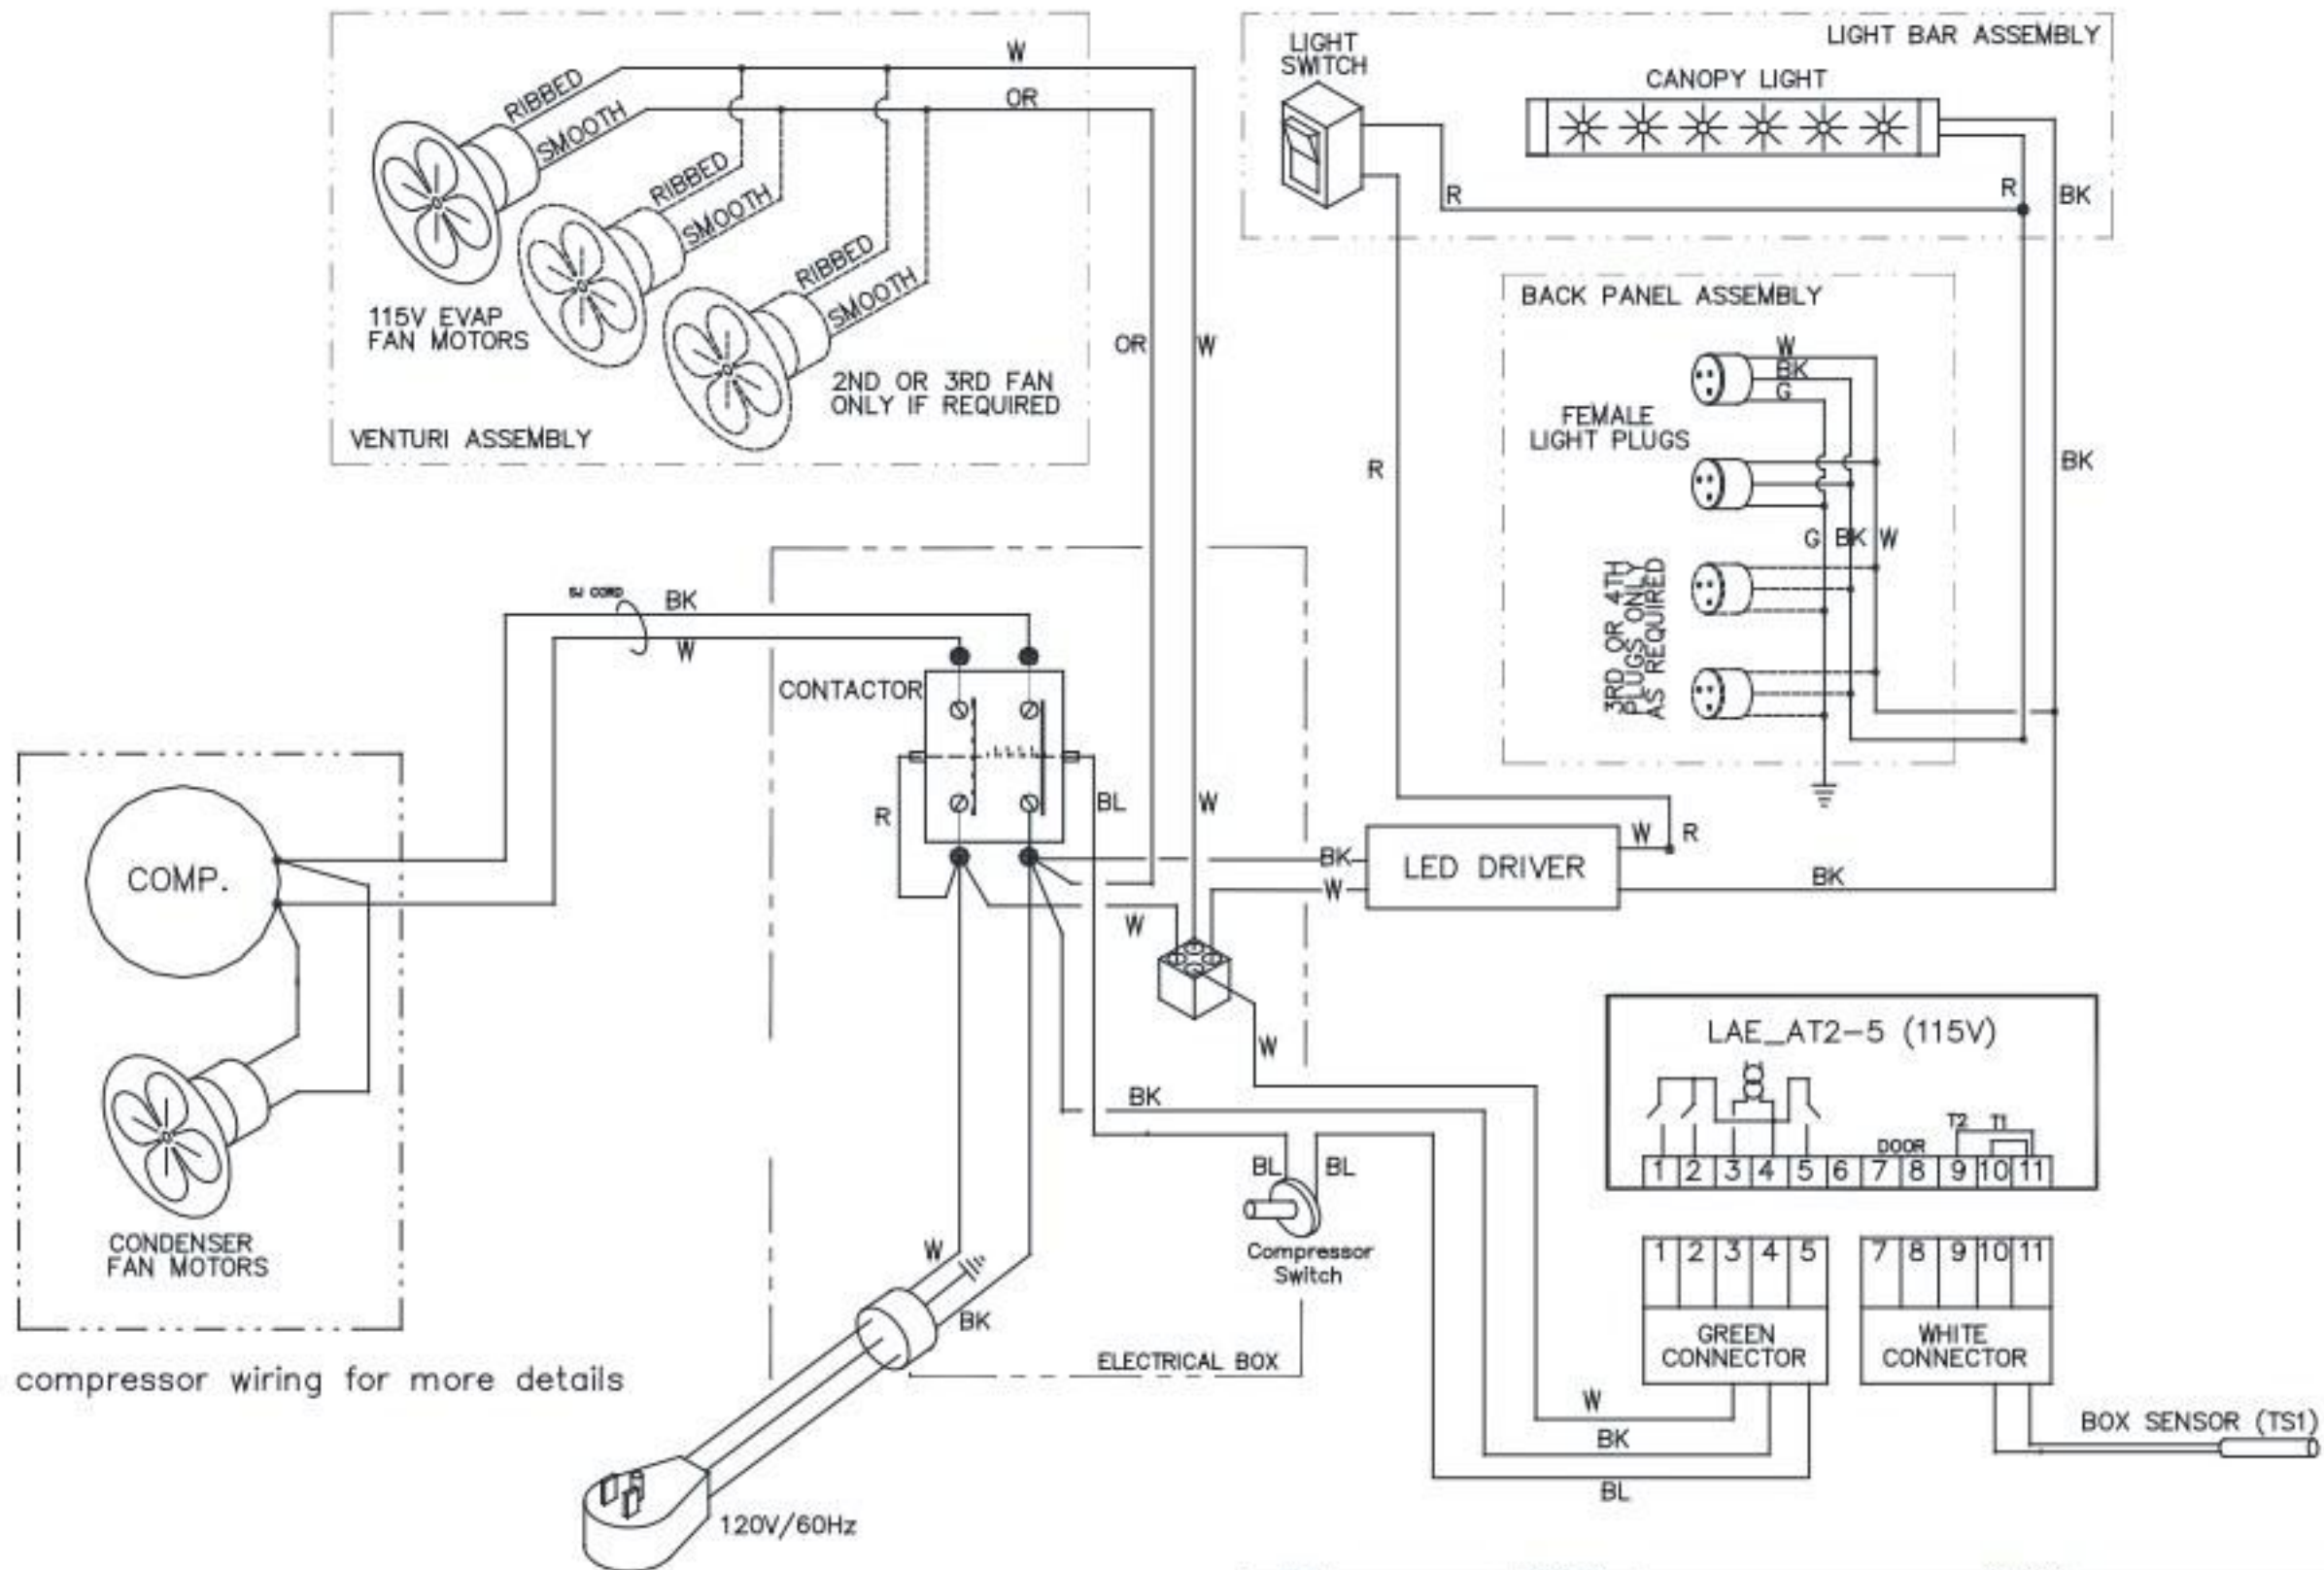 W
OR
RIBBED
SMOOTH
RIBBED
SMOOTH
RIBBED
SMOOTH
115V EVAP
FAN MOTORS
2ND OR 3RD FAN
ONLY IF REQUIRED
VENTURI ASSEMBLY
OR
W
LIGHT BAR ASSEMBLY
LIGHT
SWITCH
CANOPY LIGHT
R
R
BK
BACK PANEL ASSEMBLY
W
BK
G
FEMALE
LIGHT PLUGS
R
BK
G
BK
W
3RD OR 4TH
PLUGS ONLY
AS REQUIRED
SJ CORD
BK
W
CONTACTOR
R
BL
W
COMP.
BK
W
LED DRIVER
W
R
BK
W
W
LAE_AT2-5 (115V)
T2
T1
DOOR
1 2 3 4 5 6 7 8 9 10 11
BK
BL
BL
Compressor
Switch
CONDENSER
FAN MOTORS
W
BK
ELECTRICAL BOX
1 2 3 4 5
GREEN
CONNECTOR
7 8 9 10 11
WHITE
CONNECTOR
compressor wiring for more details
W
BK
BL
BOX SENSOR (TS1)
120V/60Hz